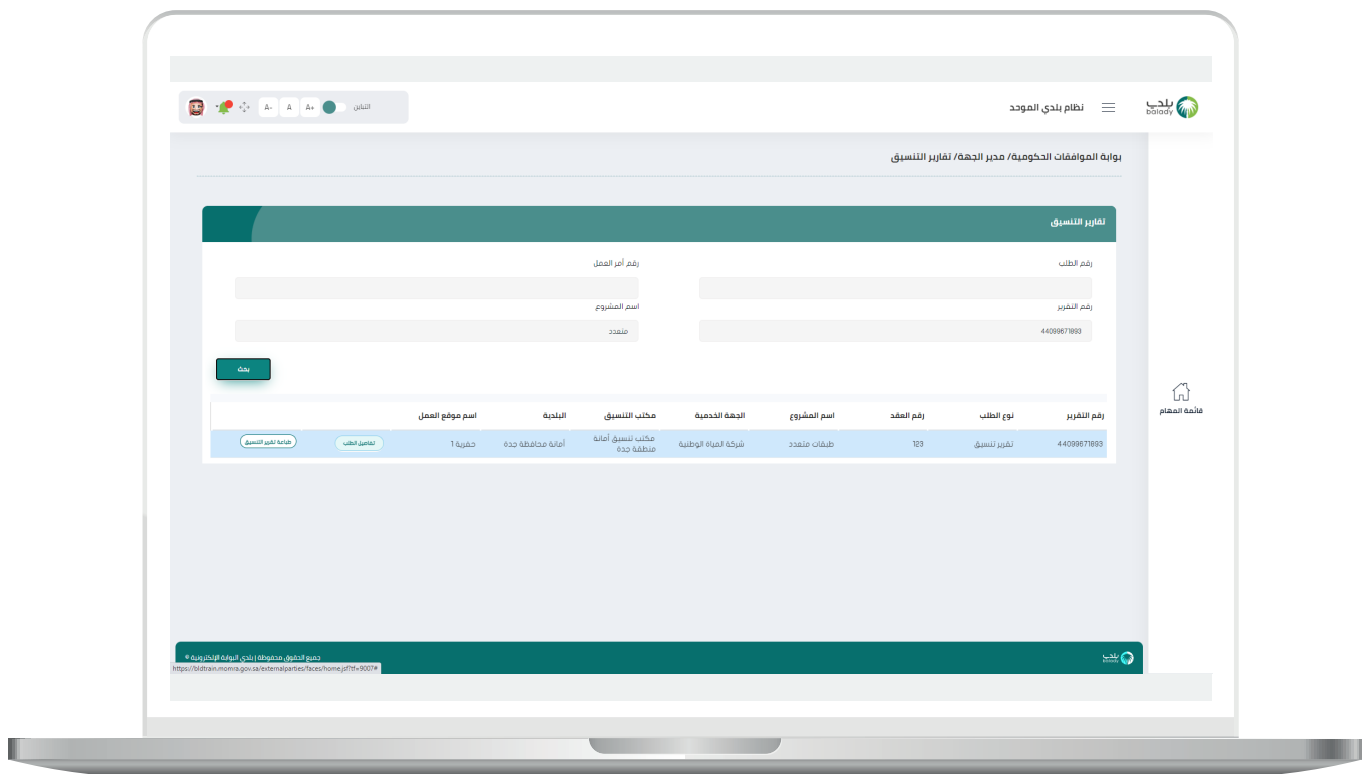 بلدي
balady
نظام بلدي الموحد
التباين
A+ A A-
بوابة الموافقات الحكومية/ مدير الجهة/ تقارير التنسيق
تقارير التنسيق
رقم الطلب
رقم أمر العمل
رقم التقرير
اسم المشروع
44099671893
متعدد
بحث
قائمة المهام
رقم التقرير نوع الطلب رقم العقد اسم المشروع الجهة الخدمية مكتب التنسيق البلدية اسم موقع العمل
44099671893 تقرير تنسيق 123 طبقات متعدد شركة المياة الوطنية مكتب تنسيق أمانة منطقة جدة أمانة محافظة جدة حفرية 1 تفاصيل الطلب طباعة تقرير التنسيق
بلدي
balady
جميع الحقوق محفوظة | بلدي البوابة الإلكترونية ©
https://bldtrain.momra.gov.sa/externalparties/faces/home.jsf?tf=9007#